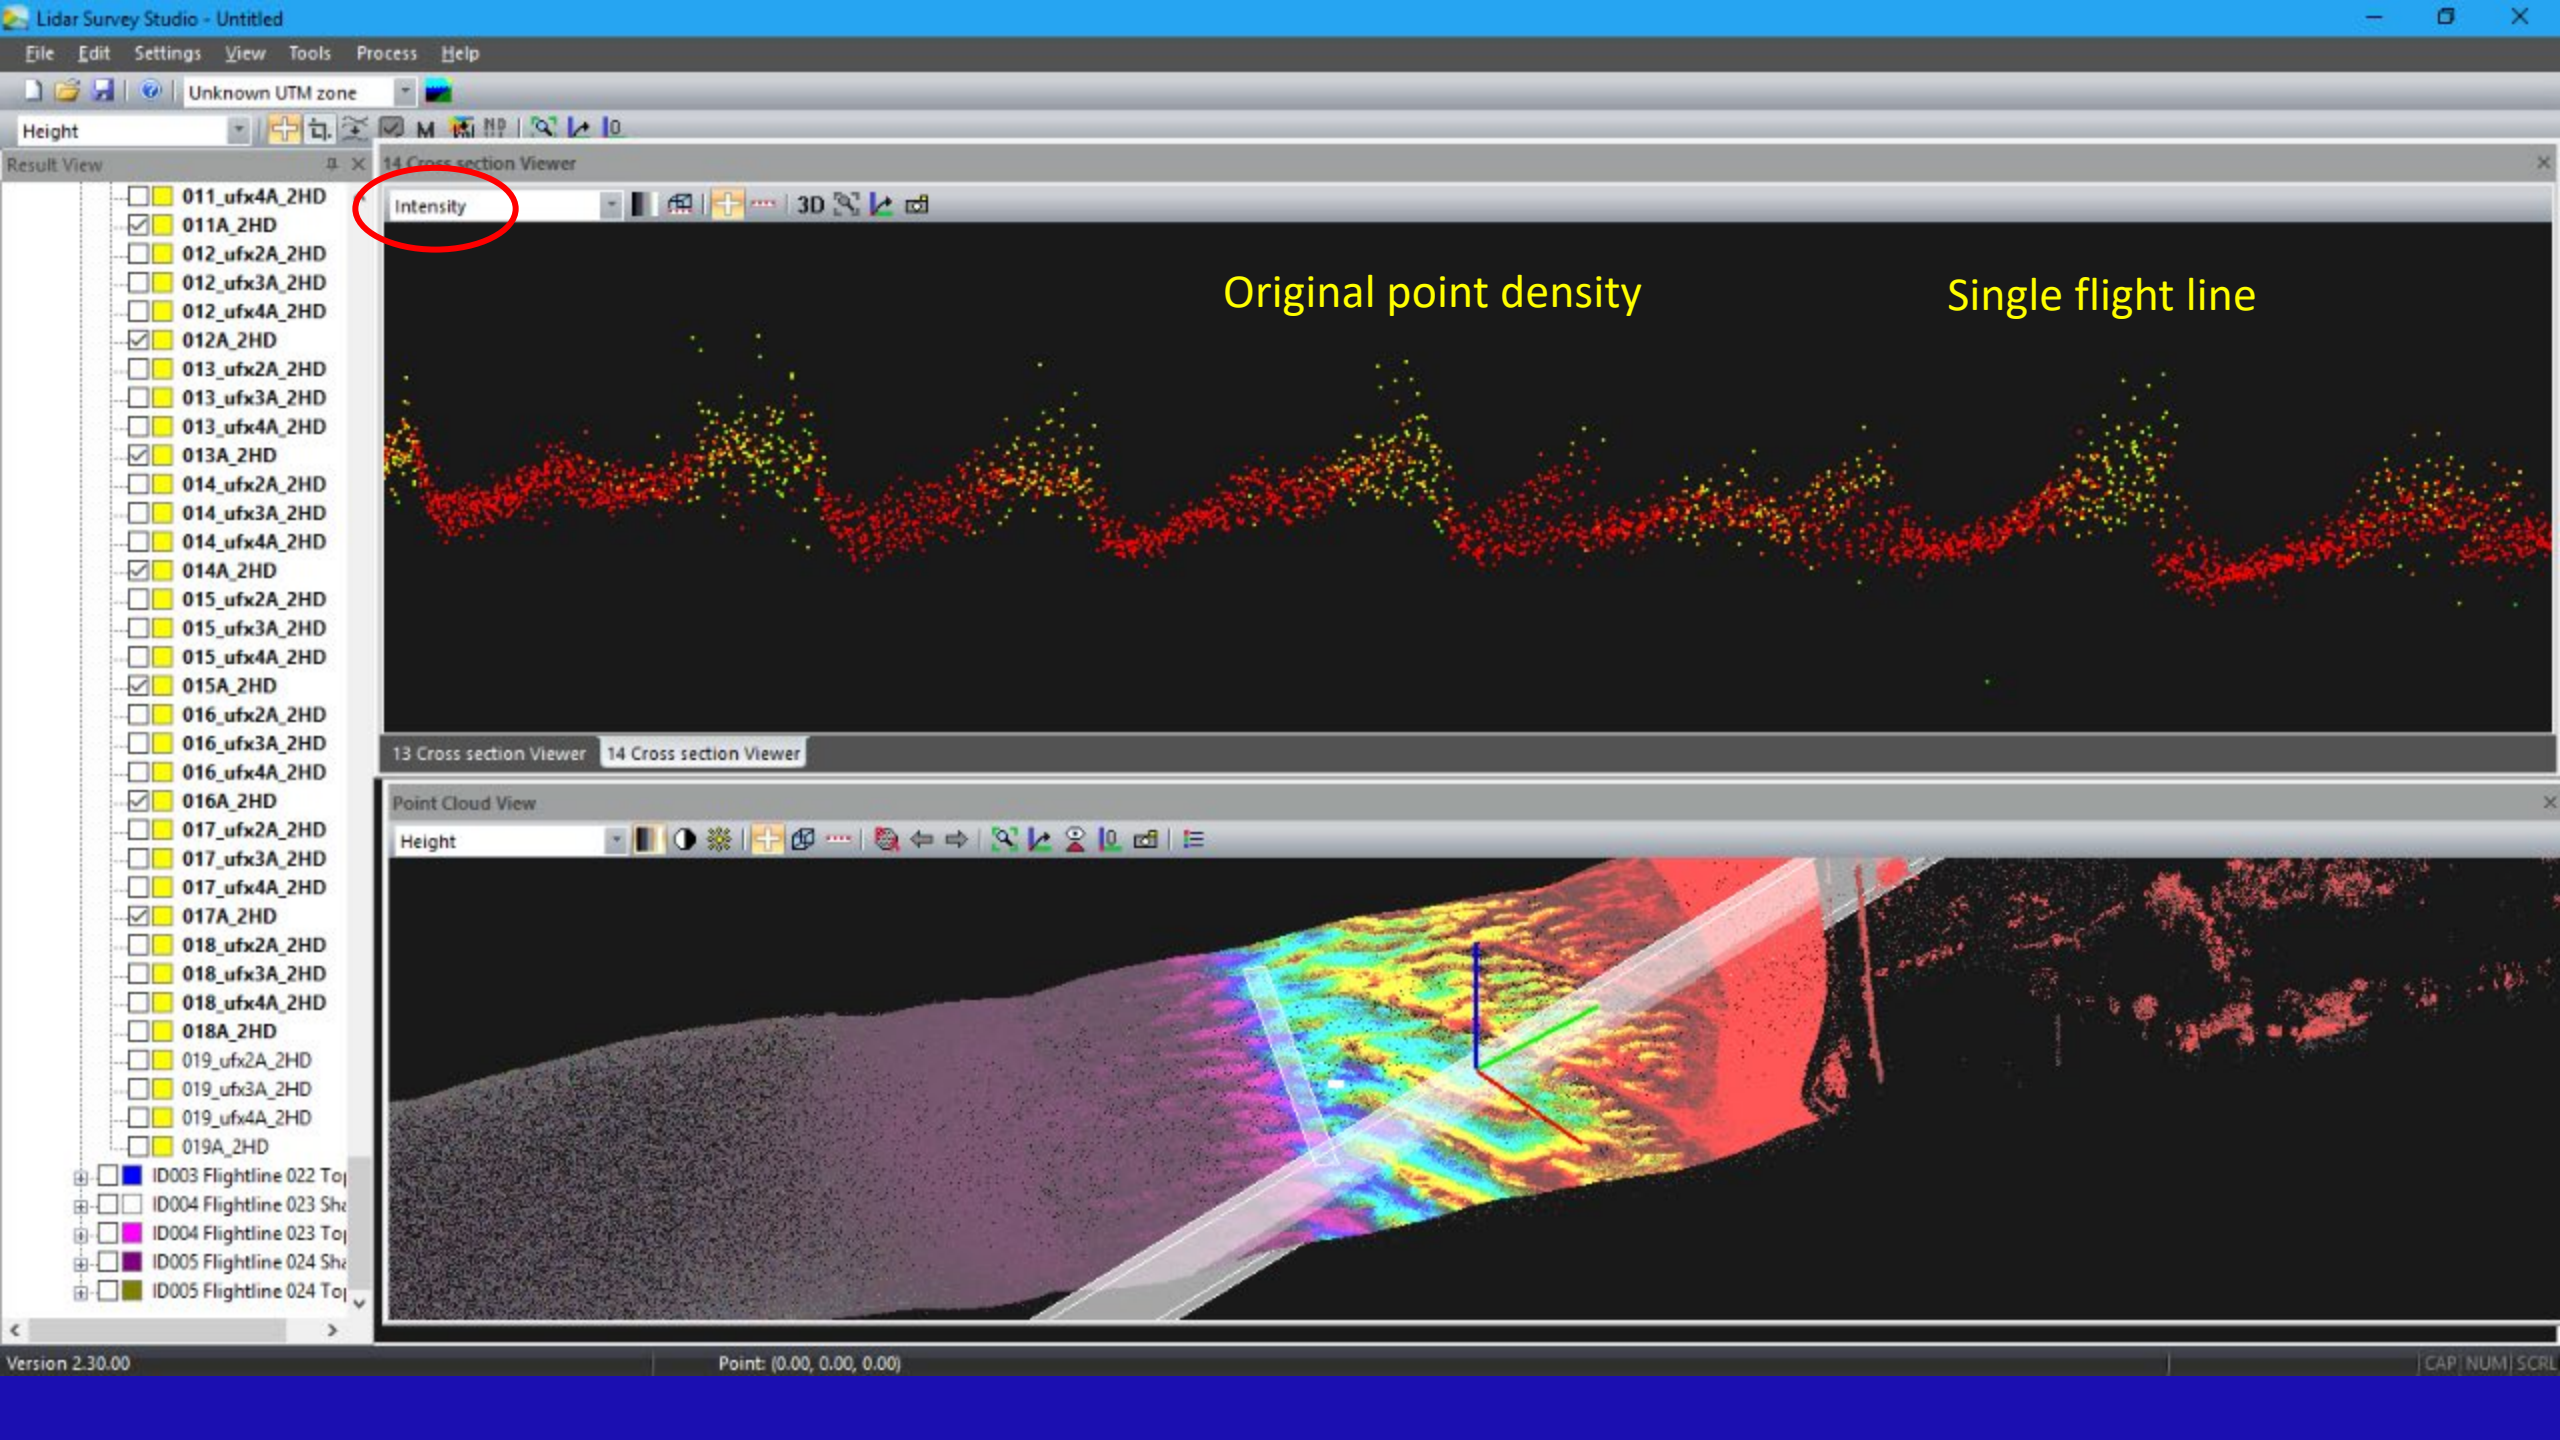 Lidar Survey Studio - Untitled
File Edit Settings View Tools Process Help
Unknown UTM zone
Height M
Result View
011_ufx4A_2HD
011A_2HD
012_ufx2A_2HD
012_ufx3A_2HD
012_ufx4A_2HD
012A_2HD
013_ufx2A_2HD
013_ufx3A_2HD
013_ufx4A_2HD
013A_2HD
014_ufx2A_2HD
014_ufx3A_2HD
014_ufx4A_2HD
014A_2HD
015_ufx2A_2HD
015_ufx3A_2HD
015_ufx4A_2HD
015A_2HD
016_ufx2A_2HD
016_ufx3A_2HD
016_ufx4A_2HD
016A_2HD
017_ufx2A_2HD
017_ufx3A_2HD
017_ufx4A_2HD
017A_2HD
018_ufx2A_2HD
018_ufx3A_2HD
018_ufx4A_2HD
018A_2HD
019_ufx2A_2HD
019_ufx3A_2HD
019_ufx4A_2HD
019A_2HD
ID003 Flightline 022 Top
ID004 Flightline 023 Sha
ID004 Flightline 023 Top
ID005 Flightline 024 Sha
ID005 Flightline 024 Top
14 Cross section Viewer
Intensity 3D
Original point density
Single flight line
13 Cross section Viewer 14 Cross section Viewer
Point Cloud View
Height
Version 2.30.00 Point: (0.00, 0.00, 0.00) CAP NUM SCRL